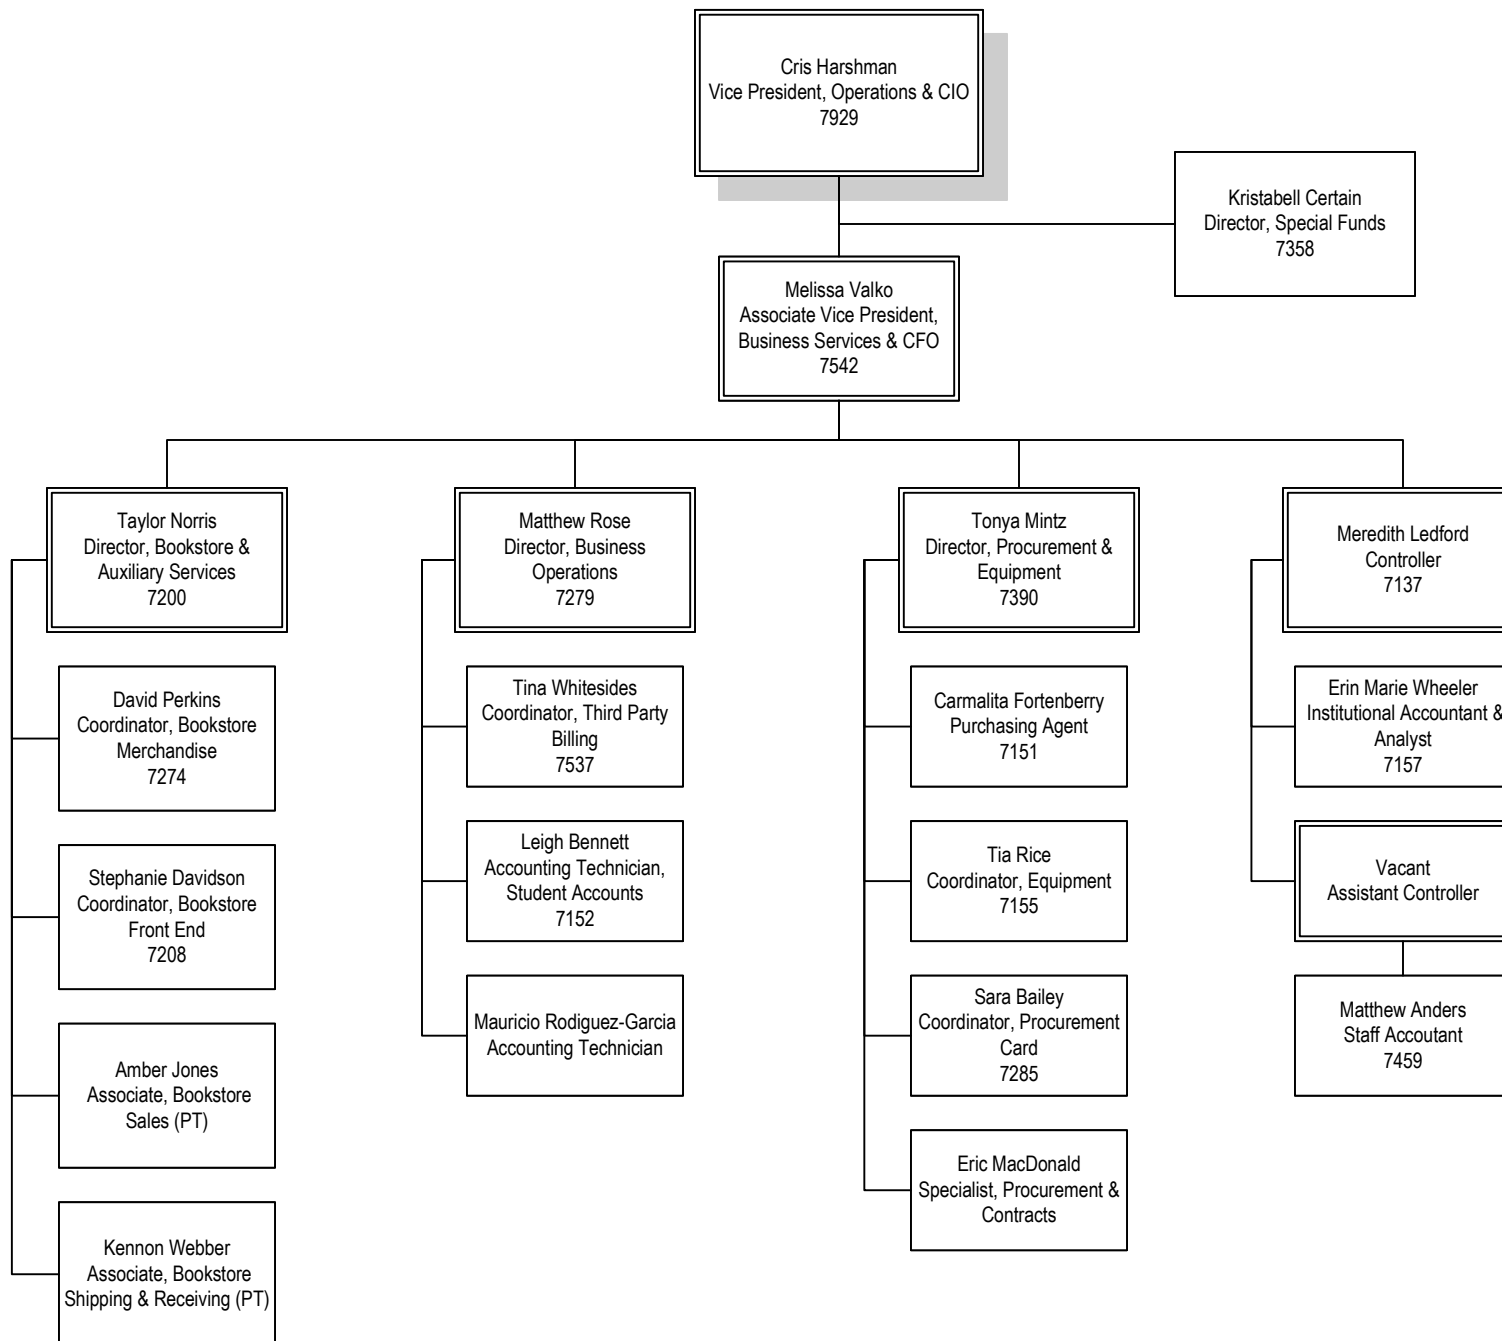 Cris Harshman
Vice President, Operations & CIO
7929
Kristabell Certain
Director, Special Funds
7358
Melissa Valko
Associate Vice President,
Business Services & CFO
7542
Taylor Norris
Director, Bookstore &
Auxiliary Services
7200
David Perkins
Coordinator, Bookstore
Merchandise
7274
Stephanie Davidson
Coordinator, Bookstore
Front End
7208
Amber Jones
Associate, Bookstore
Sales (PT)
Kennon Webber
Associate, Bookstore
Shipping & Receiving (PT)
Matthew Rose
Director, Business
Operations
7279
Tina Whitesides
Coordinator, Third Party
Billing
7537
Leigh Bennett
Accounting Technician,
Student Accounts
7152
Mauricio Rodiguez-Garcia
Accounting Technician
Tonya Mintz
Director, Procurement &
Equipment
7390
Carmalita Fortenberry
Purchasing Agent
7151
Tia Rice
Coordinator, Equipment
7155
Sara Bailey
Coordinator, Procurement
Card
7285
Eric MacDonald
Specialist, Procurement &
Contracts
Meredith Ledford
Controller
7137
Erin Marie Wheeler
Institutional Accountant &
Analyst
7157
Vacant
Assistant Controller
Matthew Anders
Staff Accoutant
7459